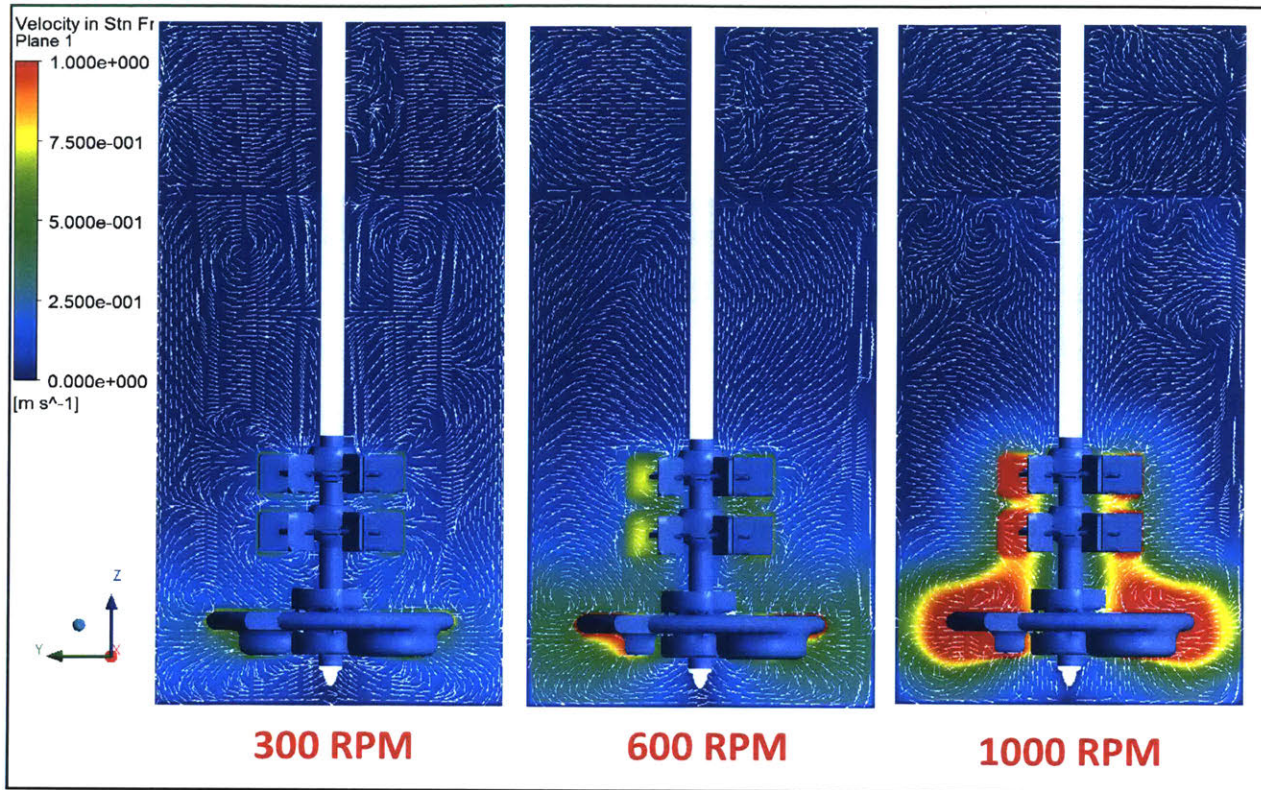 Velocity in Stn Fr
Plane 1
1.000e+000
7.500e-001
5.000e-001
2.500e-001
0.000e+000
[m s^-1]
Z
Y
X
300 RPM
600 RPM
1000 RPM